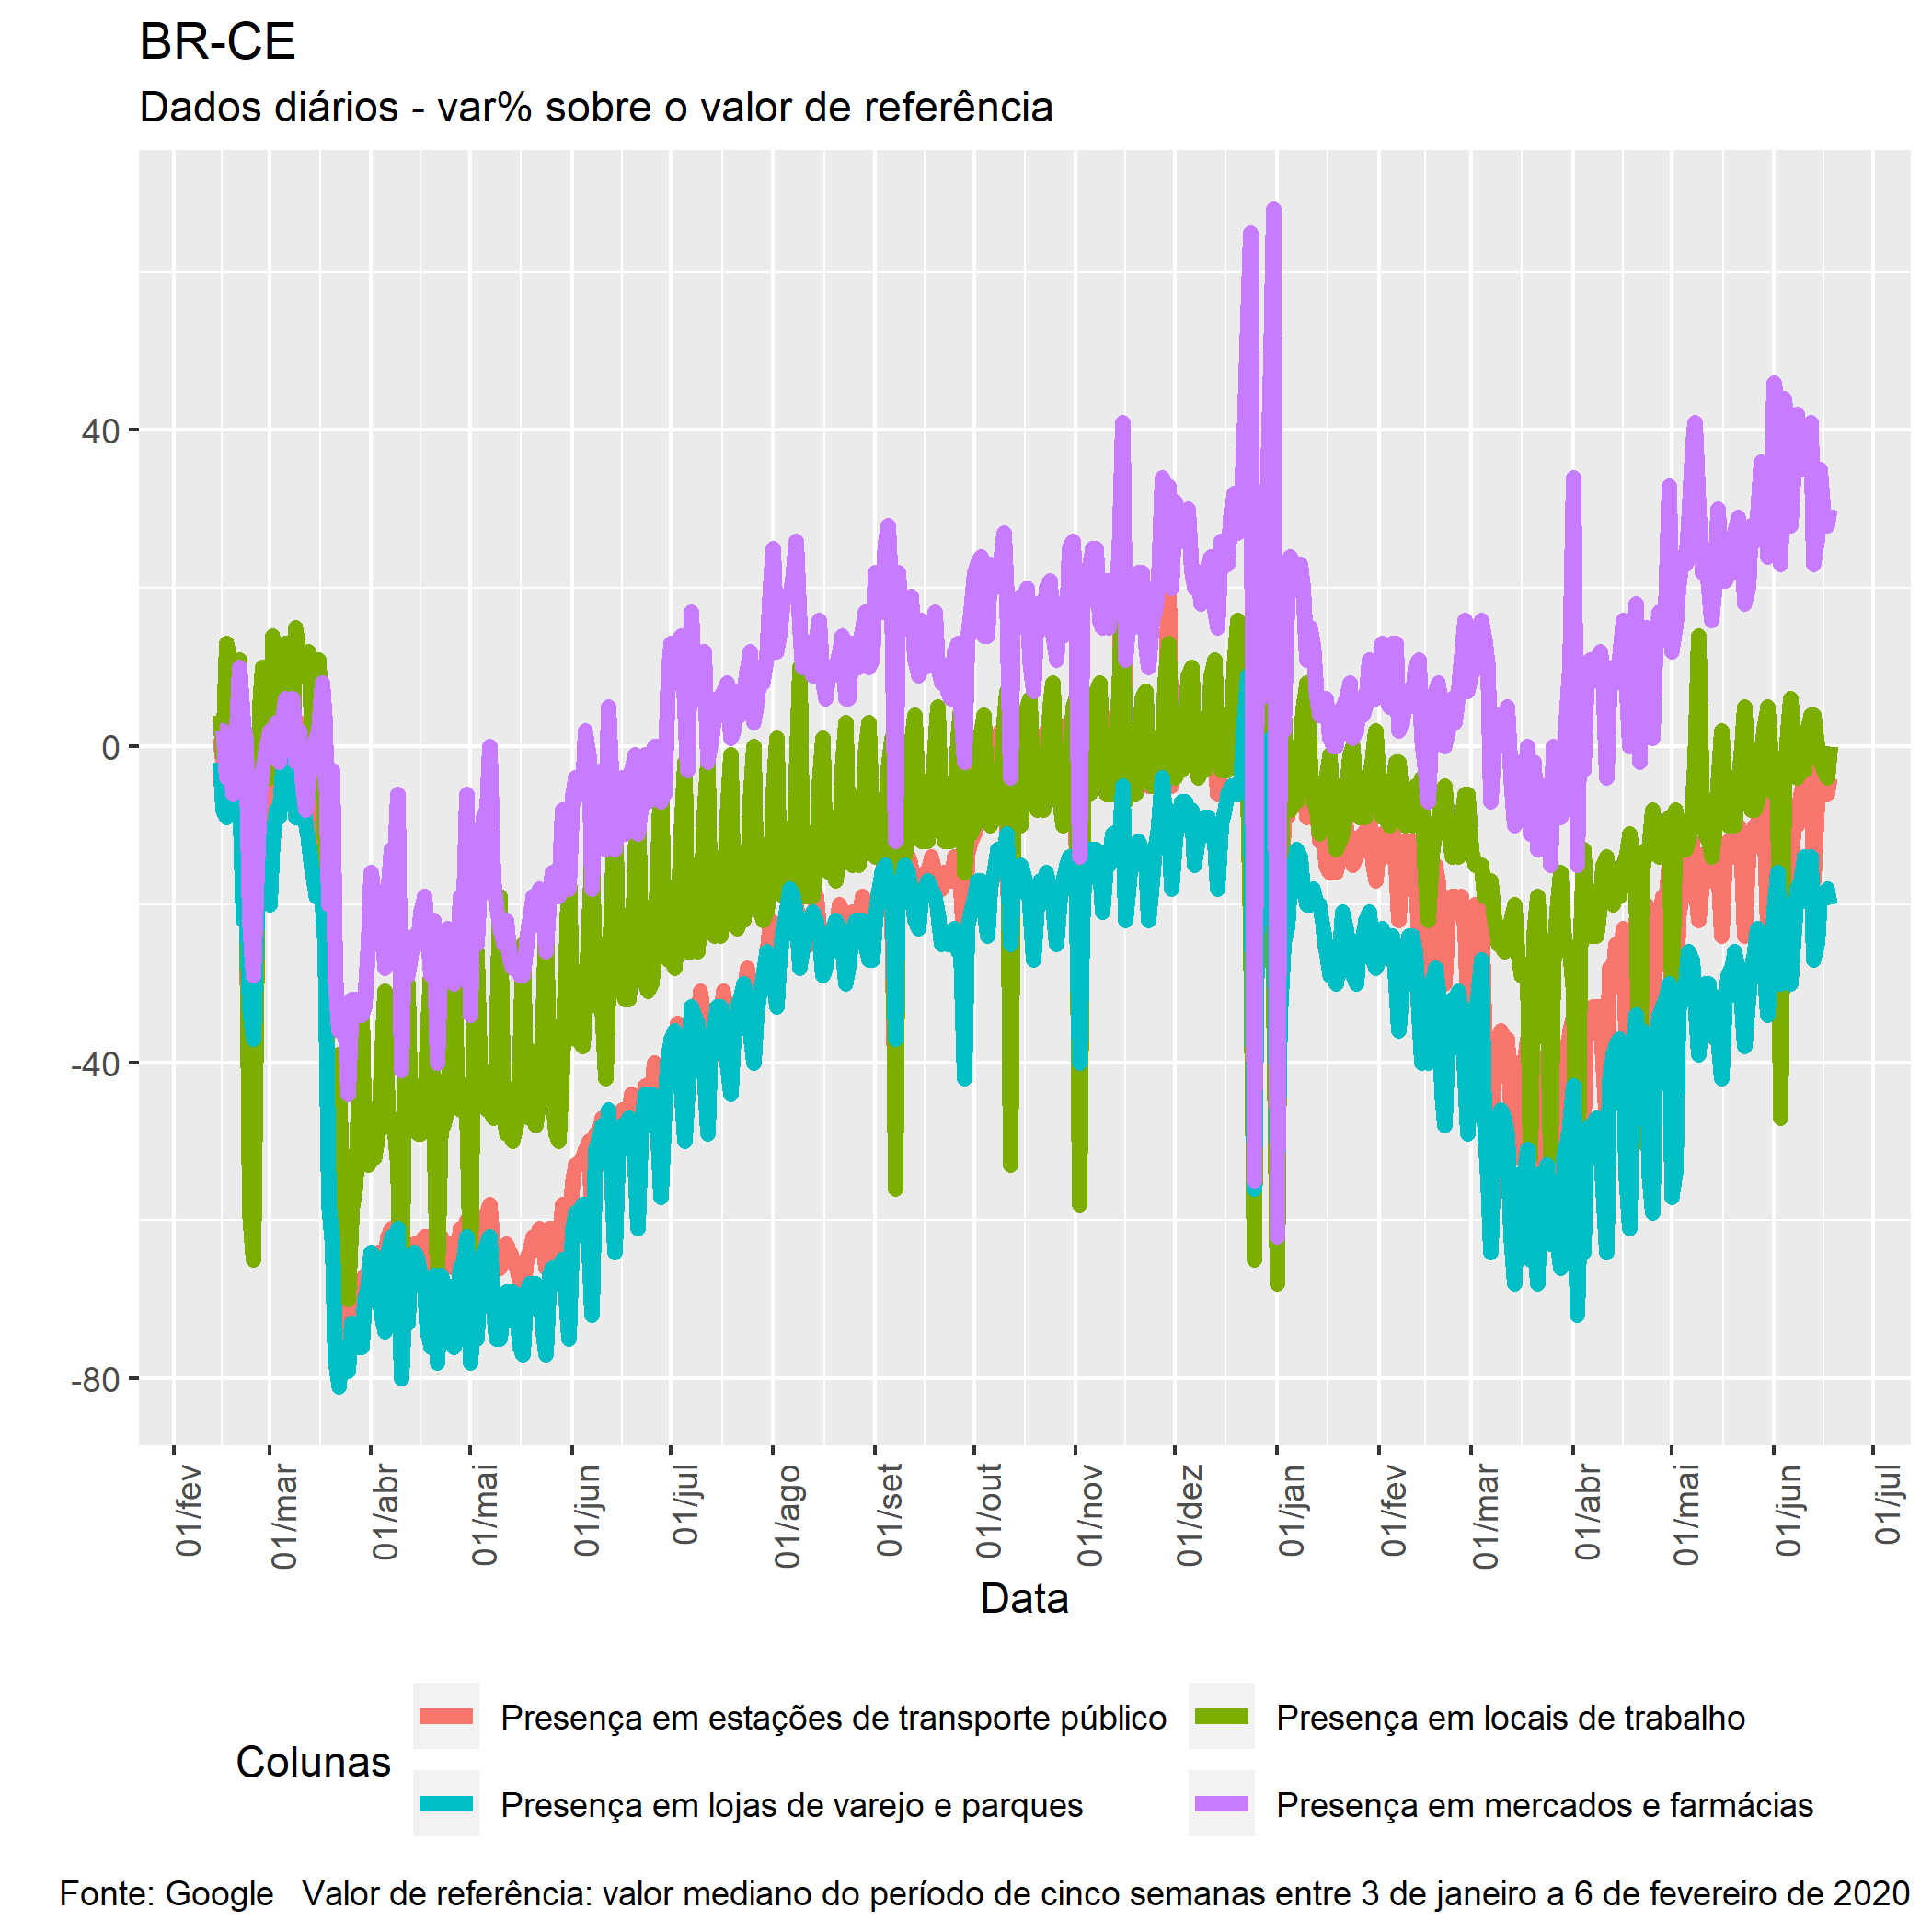 BR-CE
Dados diários - var% sobre o valor de referência
40
0
-40
-80
01/fev
01/mar
01/abr
01/mai
01/jun
01/jul
01/ago
01/set
01/out
01/nov
01/dez
01/jan
01/fev
01/mar
01/abr
01/mai
01/jun
01/jul
Data
Colunas
Presença em estações de transporte público
Presença em locais de trabalho
Presença em lojas de varejo e parques
Presença em mercados e farmácias
Fonte: Google   Valor de referência: valor mediano do período de cinco semanas entre 3 de janeiro a 6 de fevereiro de 2020